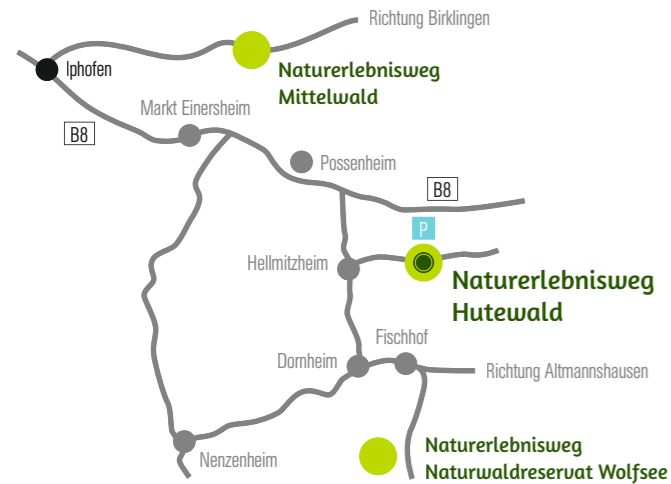 Richtung Birklingen
Iphofen
Naturerlebnisweg
Mittelwald
Markt Einersheim
B8
Possenheim
B8
P
Hellmitzheim
Naturerlebnisweg
Hutewald
Fischhof
Dornheim
Richtung Altmannshausen
Naturerlebnisweg
Naturwaldreservat Wolfsee
Nenzenheim